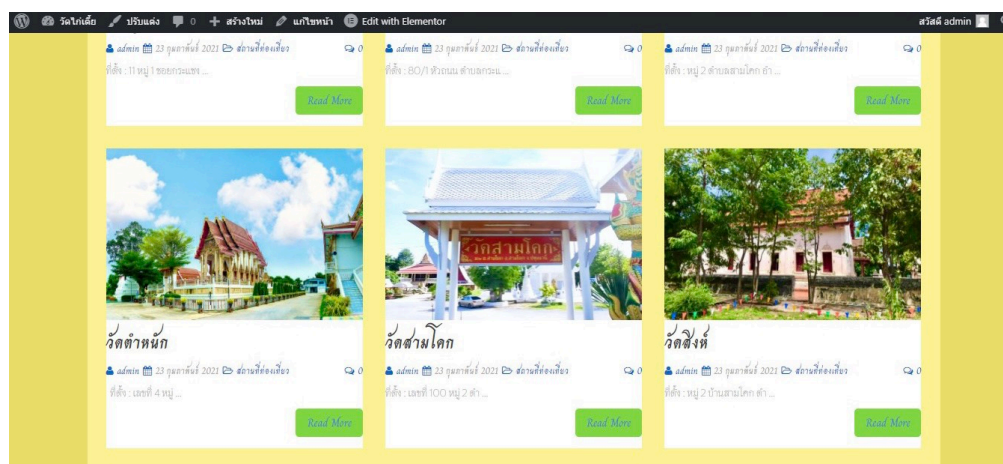 วัดไก่เตี้ย ปรับแต่ง 0 + สร้างใหม่ แก้ไขหน้า Edit with Elementor สวัสดี admin
admin 23 กุมภาพันธ์ 2021 สถานที่ท่องเที่ยว 0
ที่ตั้ง : 11 หมู่ 1 ซอยกระแชง ...
Read More
admin 23 กุมภาพันธ์ 2021 สถานที่ท่องเที่ยว 0
ที่ตั้ง : 80/1 หัวถนน ตำบลกระแ ...
Read More
admin 23 กุมภาพันธ์ 2021 สถานที่ท่องเที่ยว 0
ที่ตั้ง : หมู่ 2 ตำบลสามโคก อำ ...
Read More
วัดตำหนัก
admin 23 กุมภาพันธ์ 2021 สถานที่ท่องเที่ยว 0
ที่ตั้ง : เลขที่ 4 หมู่ ...
Read More
วัดสามโคก
วัดสามโคก
admin 23 กุมภาพันธ์ 2021 สถานที่ท่องเที่ยว 0
ที่ตั้ง : เลขที่ 100 หมู่ 2 ตำ ...
Read More
วัดสิงห์
admin 23 กุมภาพันธ์ 2021 สถานที่ท่องเที่ยว 0
ที่ตั้ง : หมู่ 2 บ้านสามโคก ตำ ...
Read More